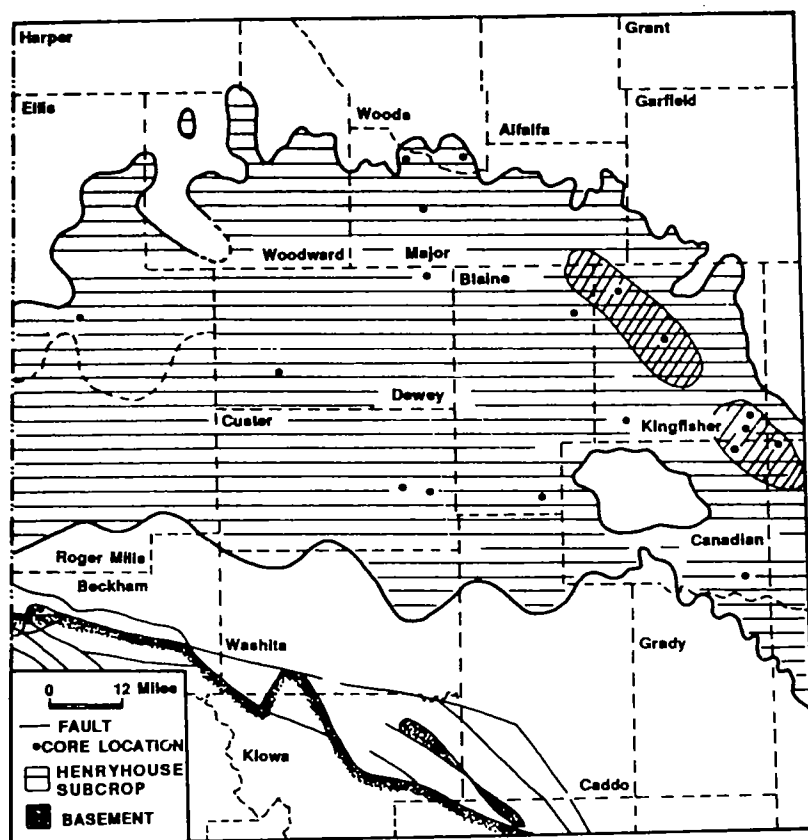 Harper
Grant
Ellis
Woods
Alfalfa
Garfield
Woodward
Major
Blaine
Dewey
Custer
Kingfisher
Canadian
Roger Mills
Beckham
Washita
Grady
Kiowa
Caddo
0 12 Miles
FAULT
CORE LOCATION
HENRYHOUSE
SUBCROP
BASEMENT